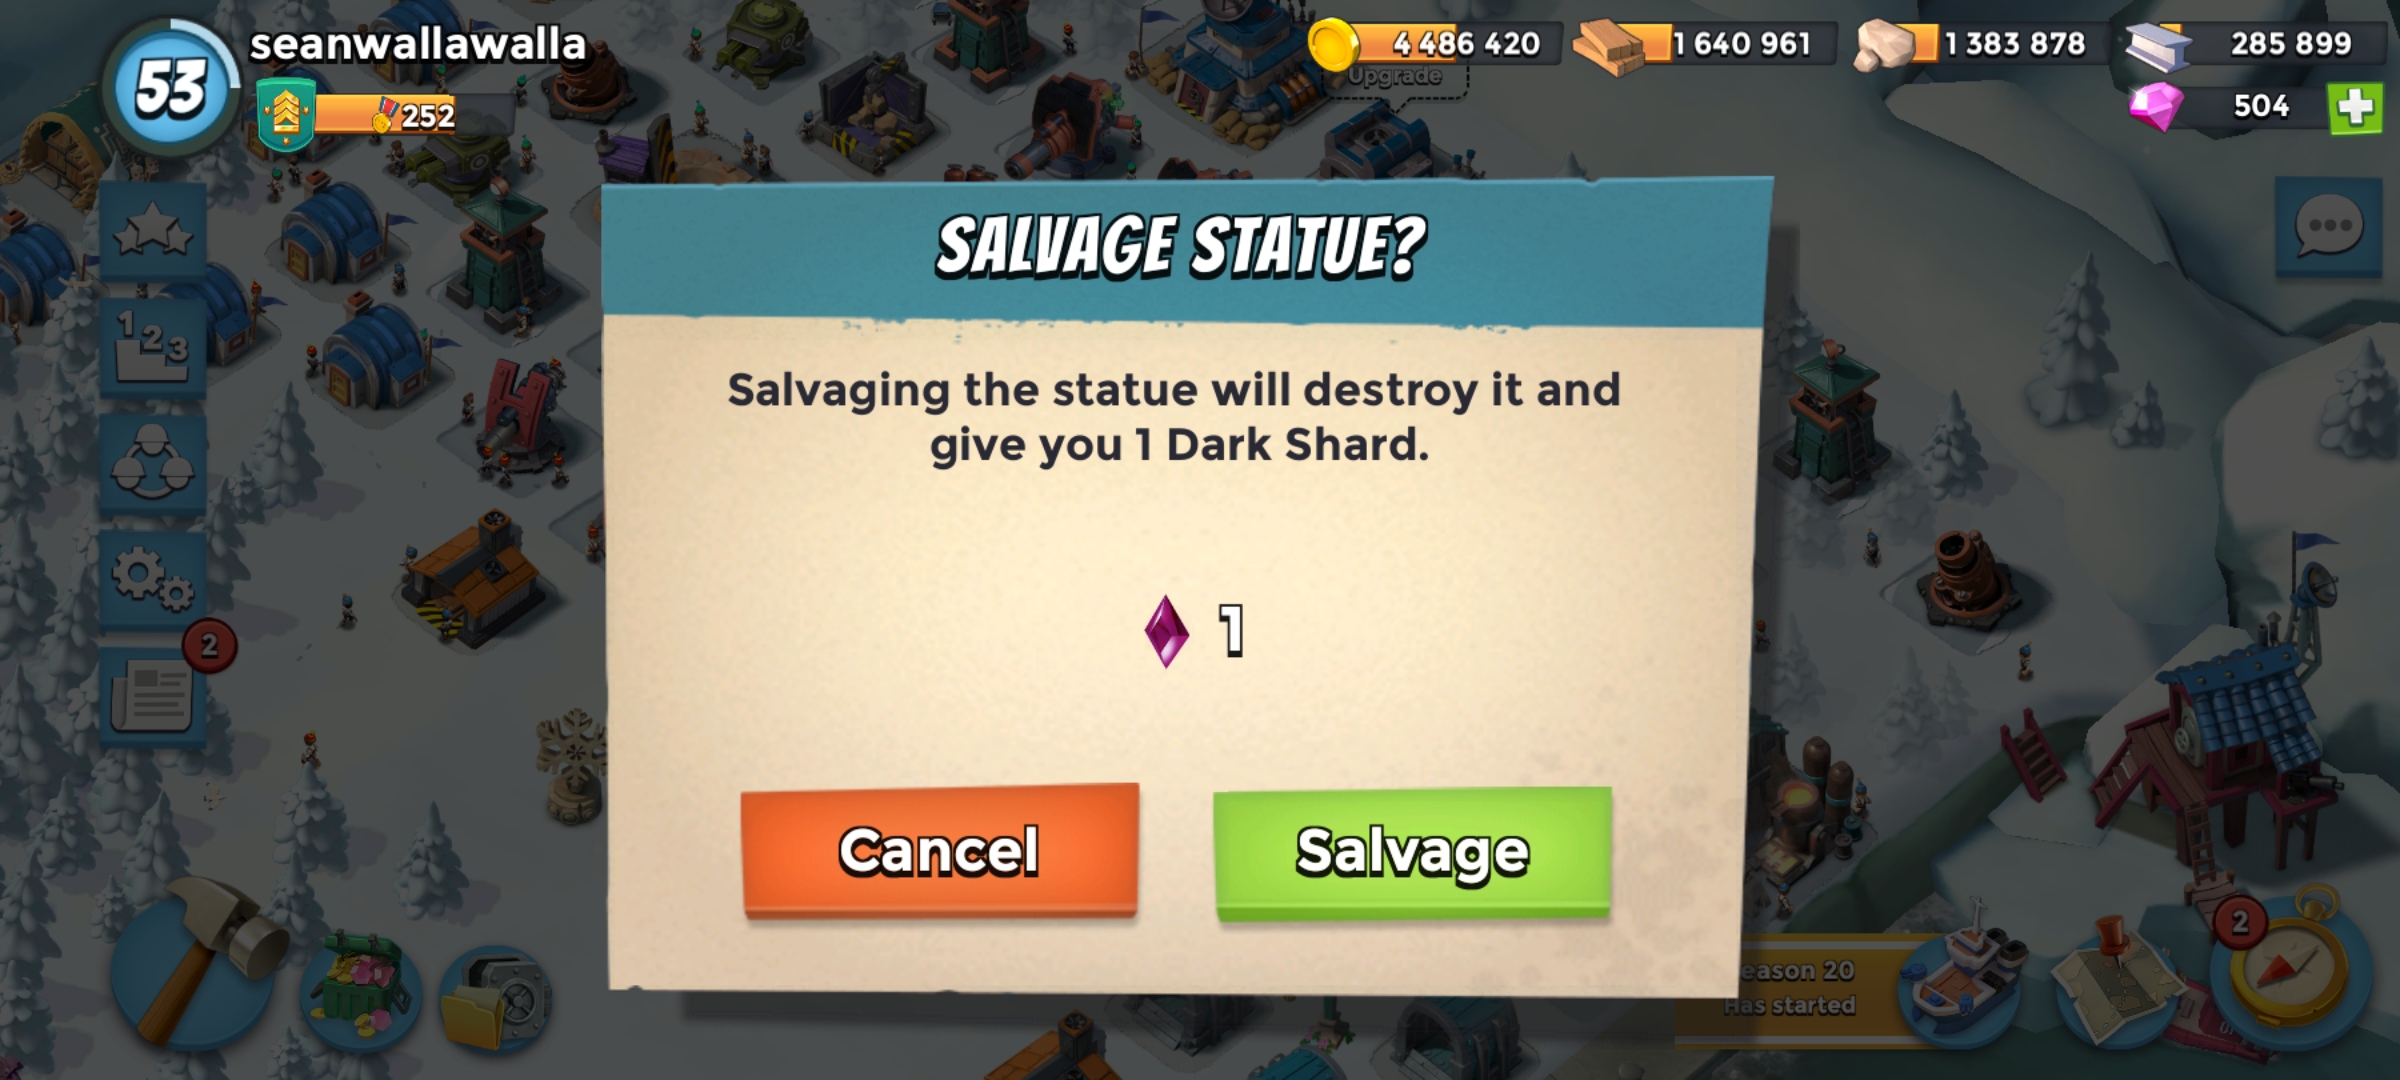 53
seanwallawalla
252
4 486 420
1 640 961
1 383 878
285 899
504
Upgrade
SALVAGE STATUE?
Salvaging the statue will destroy it and
give you 1 Dark Shard.
1
Cancel
Salvage
123
2
eason 20
Has started
2